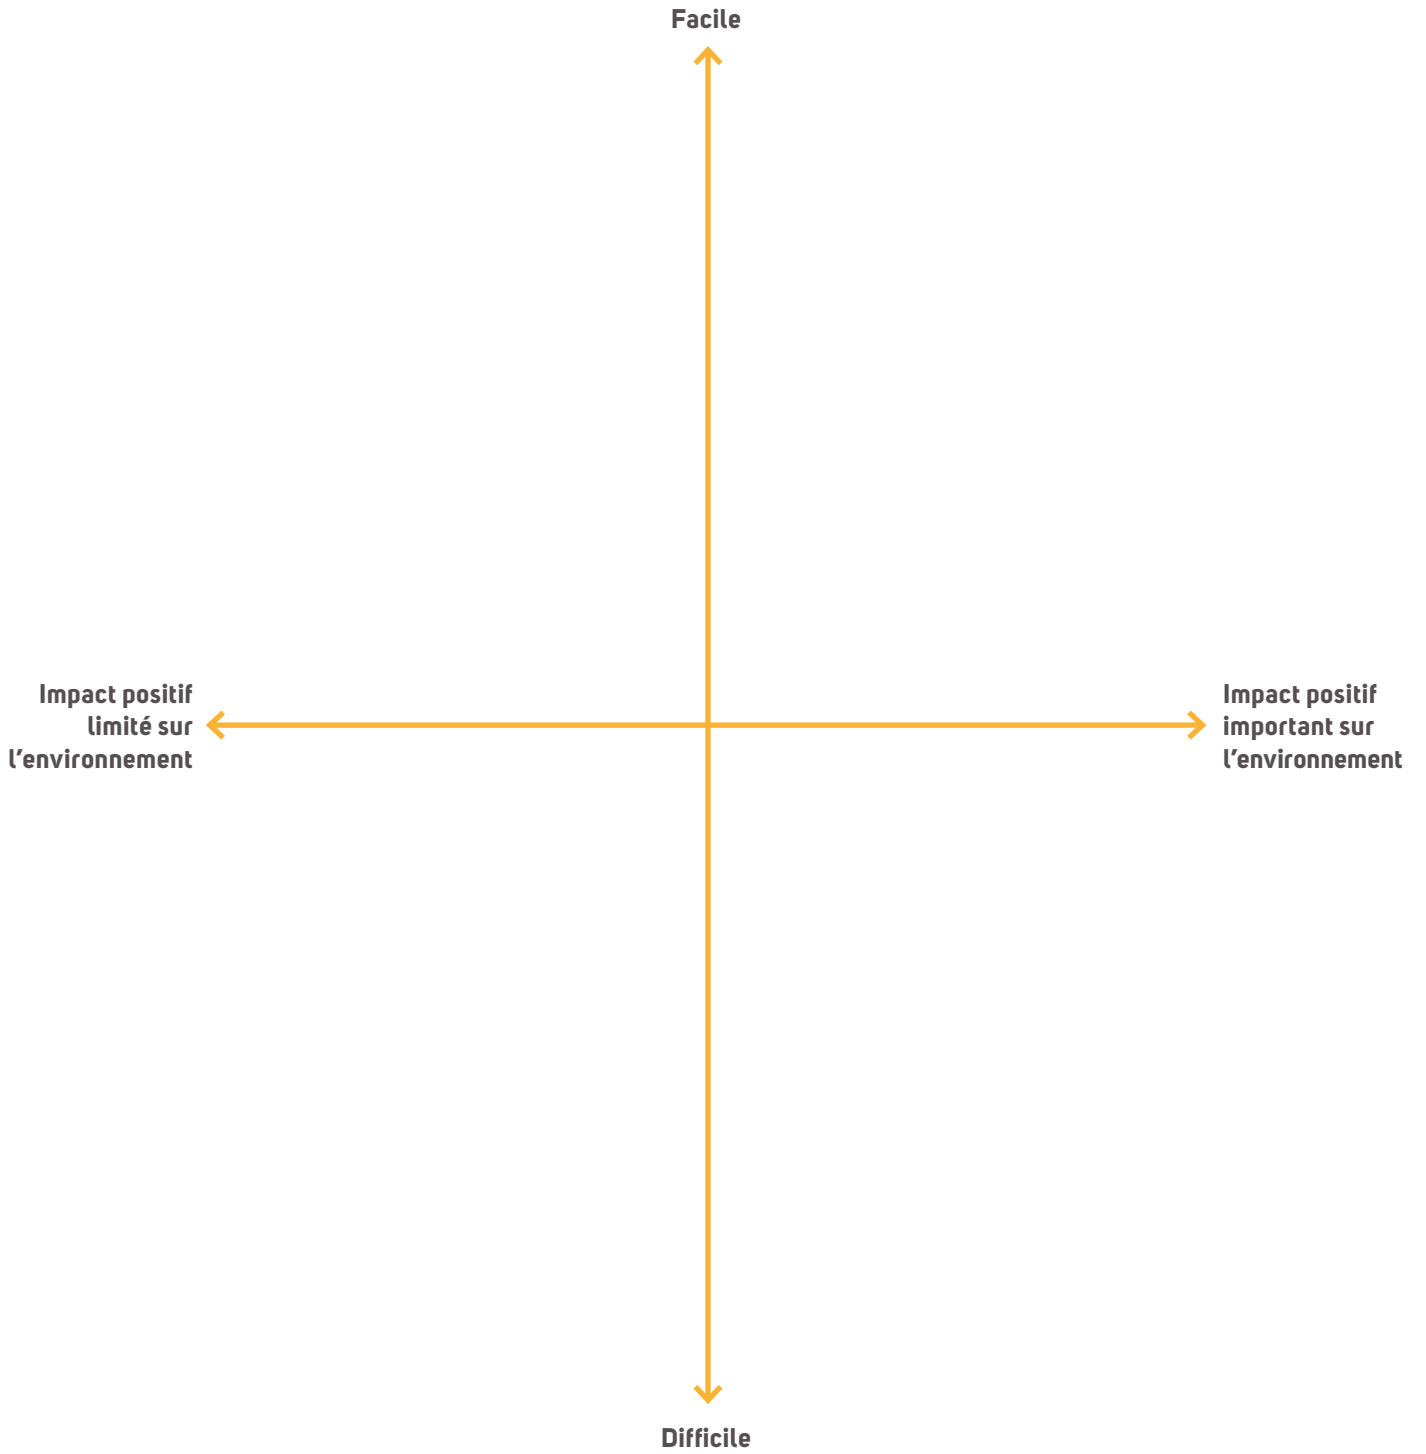 Facile
Impact positif
limité sur
l’environnement
Impact positif
important sur
l’environnement
Difficile